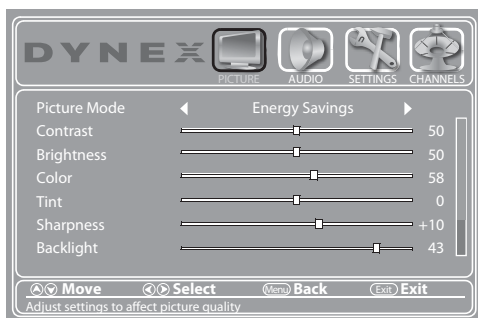 DYNEX
PICTURE AUDIO SETTINGS CHANNELS
Picture Mode Energy Savings
Contrast 50
Brightness 50
Color 58
Tint 0
Sharpness +10
Backlight 43
Move Select Menu Back Exit Exit
Adjust settings to affect picture quality